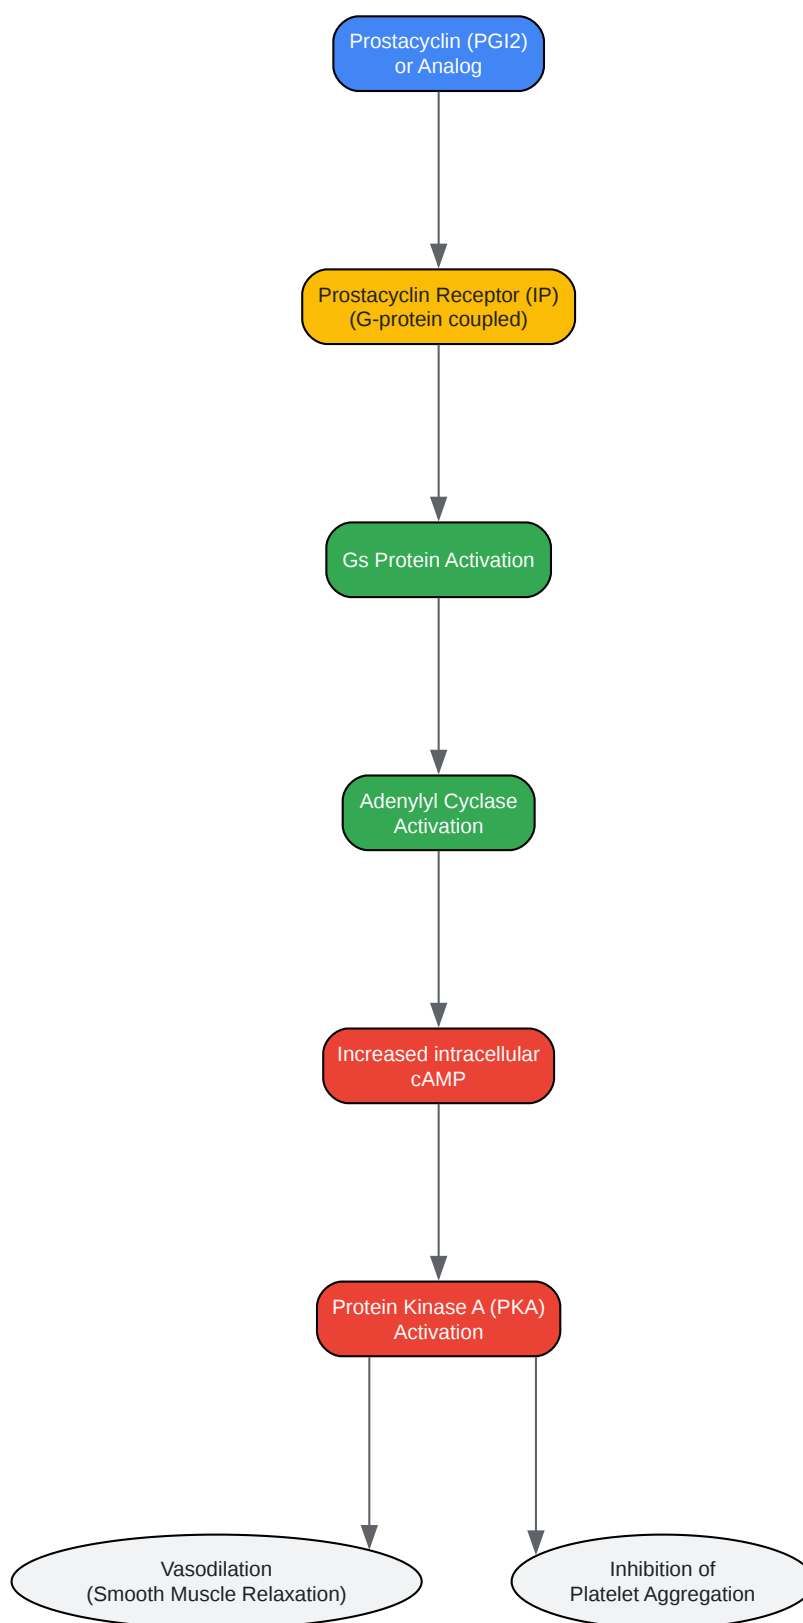 Prostacyclin (PGI2)
or Analog
Prostacyclin Receptor (IP)
(G-protein coupled)
Gs Protein Activation
Adenylyl Cyclase
Activation
Increased intracellular
cAMP
Protein Kinase A (PKA)
Activation
Vasodilation
(Smooth Muscle Relaxation)
Inhibition of
Platelet Aggregation